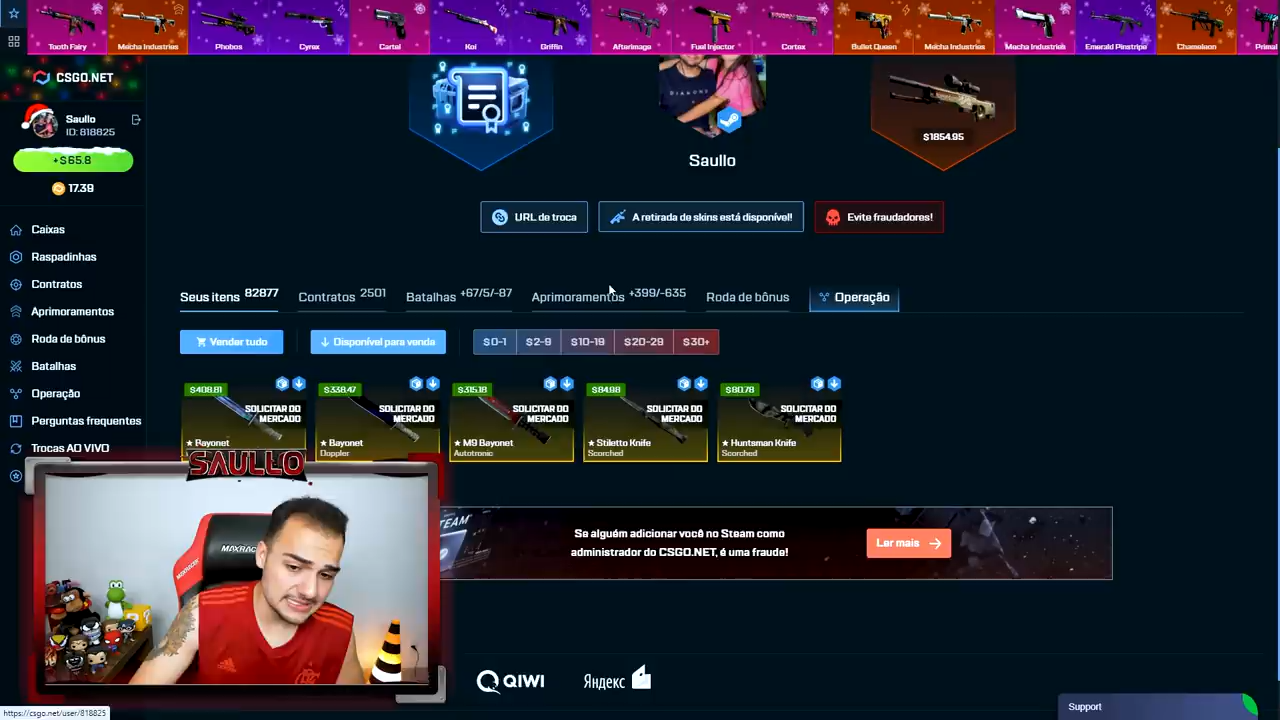 Tooth Fairy
Mecha Industries
Phobos
Cyrex
Cartel
Koi
Griffin
Afterimage
Fuel Injector
Cortex
Bullet Queen
Mecha Industries
Mecha Industries
Emerald Pinstripe
Chameleon
Primal
CSGO.NET
Saullo
ID: 818825
+$65.8
17.39
Caixas
Raspadinhas
Contratos
Aprimoramentos
Roda de bônus
Batalhas
Operação
Perguntas frequentes
Trocas AO VIVO
DIAMOND
$1854.95
Saullo
URL de troca
A retirada de skins está disponível!
Evite fraudadores!
Seus itens 82877
Contratos 2501
Batalhas +67/5/-87
Aprimoramentos +399/-635
Roda de bônus
Operação
Vender tudo
Disponível para venda
$0-1
$2-9
$10-19
$20-29
$30+
$408.81
SOLICITAR DO
MERCADO
★ Bayonet
$338.47
SOLICITAR DO
MERCADO
★ Bayonet
Doppler
$315.18
SOLICITAR DO
MERCADO
★ M9 Bayonet
Autotronic
$84.98
SOLICITAR DO
MERCADO
★ Stiletto Knife
Scorched
$80.78
SOLICITAR DO
MERCADO
★ Huntsman Knife
Scorched
SAULLO
MAXRACER
Se alguém adicionar você no Steam como
administrador do CSGO.NET, é uma fraude!
Ler mais
QIWI
Яндекс
Support
https://csgo.net/user/818825